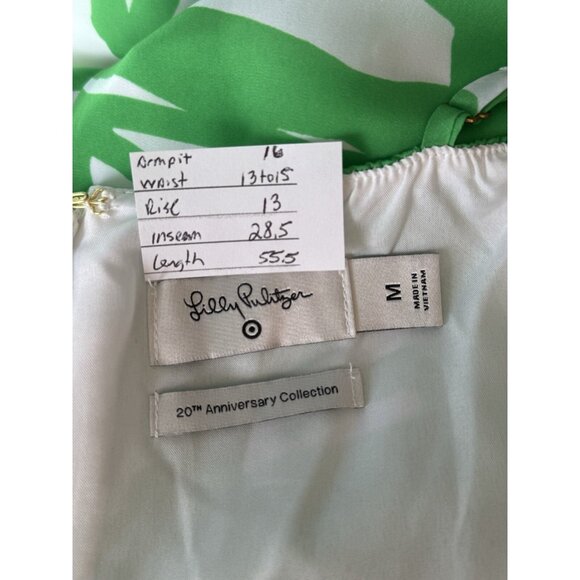 Armpit 16
Waist 13to15
Rise 13
inseam 28.5
Length 55.5
Lilly Pulitzer
M
MADE IN
VIETNAM
20TH Anniversary Collection